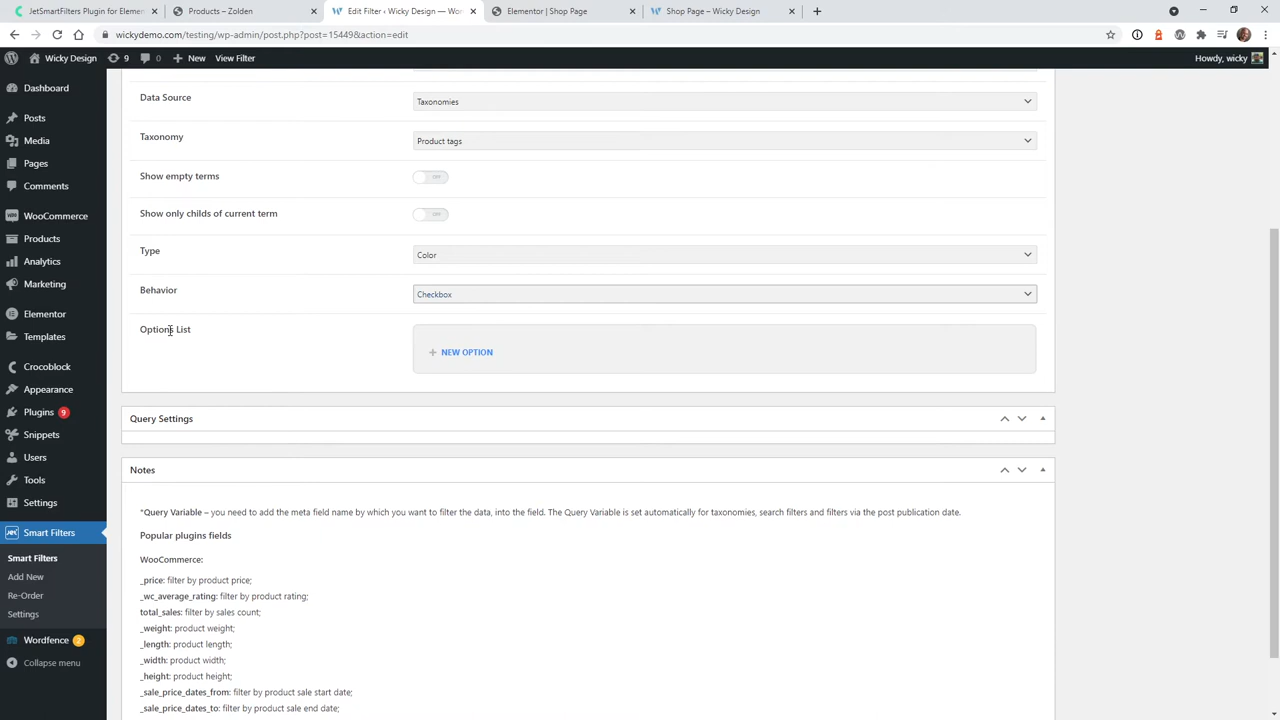 JetSmartFilters Plugin for Elemen
Products – Zolden
Edit Filter ‹ Wicky Design — Wo
Elementor | Shop Page
Shop Page – Wicky Design
wickydemo.com/testing/wp-admin/post.php?post=15449&action=edit
Wicky Design
9
0
New
View Filter
Howdy, wicky
Dashboard
Posts
Media
Pages
Comments
WooCommerce
Products
Analytics
Marketing
Elementor
Templates
Crocoblock
Appearance
Plugins 9
Snippets
Users
Tools
Settings
Smart Filters
Smart Filters
Add New
Re-Order
Settings
Wordfence 2
Collapse menu
Data Source
Taxonomies
Taxonomy
Product tags
Show empty terms
OFF
Show only childs of current term
OFF
Type
Color
Behavior
Checkbox
Options List
+ NEW OPTION
Query Settings
Notes
*Query Variable – you need to add the meta field name by which you want to filter the data, into the field. The Query Variable is set automatically for taxonomies, search filters and filters via the post publication date.
Popular plugins fields
WooCommerce:
_price: filter by product price;
_wc_average_rating: filter by product rating;
total_sales: filter by sales count;
_weight: product weight;
_length: product length;
_width: product width;
_height: product height;
_sale_price_dates_from: filter by product sale start date;
_sale_price_dates_to: filter by product sale end date;